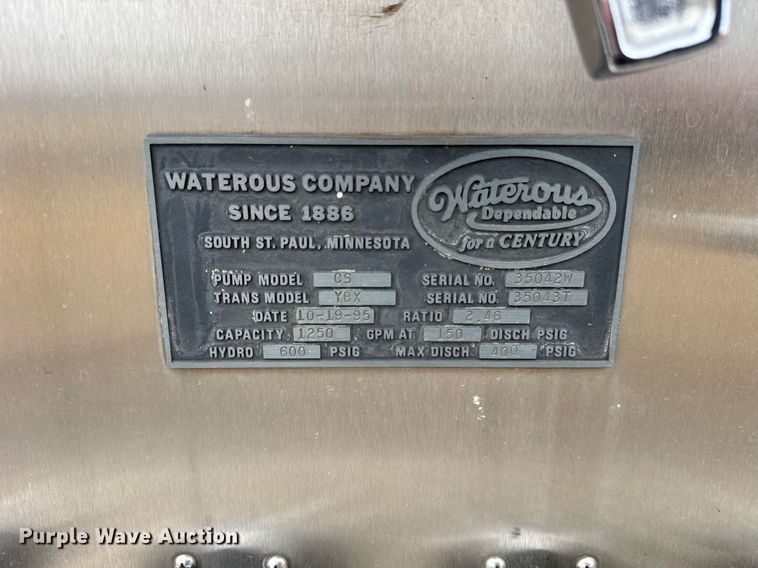 WATEROUS COMPANY
SINCE 1886
SOUTH ST. PAUL, MINNESOTA
Waterous
Dependable
for a CENTURY
PUMP MODEL CS SERIAL NO. 35042W
TRANS MODEL YBX SERIAL NO. 35043T
DATE 10-19-95 RATIO 2.46
CAPACITY 1250 GPM AT 150 DISCH PSIG
HYDRO 600 PSIG MAX DISCH 400 PSIG
Purple Wave Auction